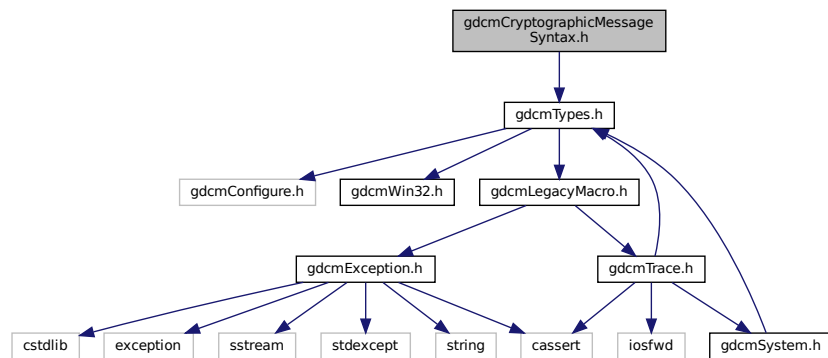 gdcmCryptographicMessage
Syntax.h
gdcmTypes.h
gdcmConfigure.h
gdcmWin32.h
gdcmLegacyMacro.h
gdcmException.h
gdcmTrace.h
cstdlib
exception
sstream
stdexcept
string
cassert
iosfwd
gdcmSystem.h